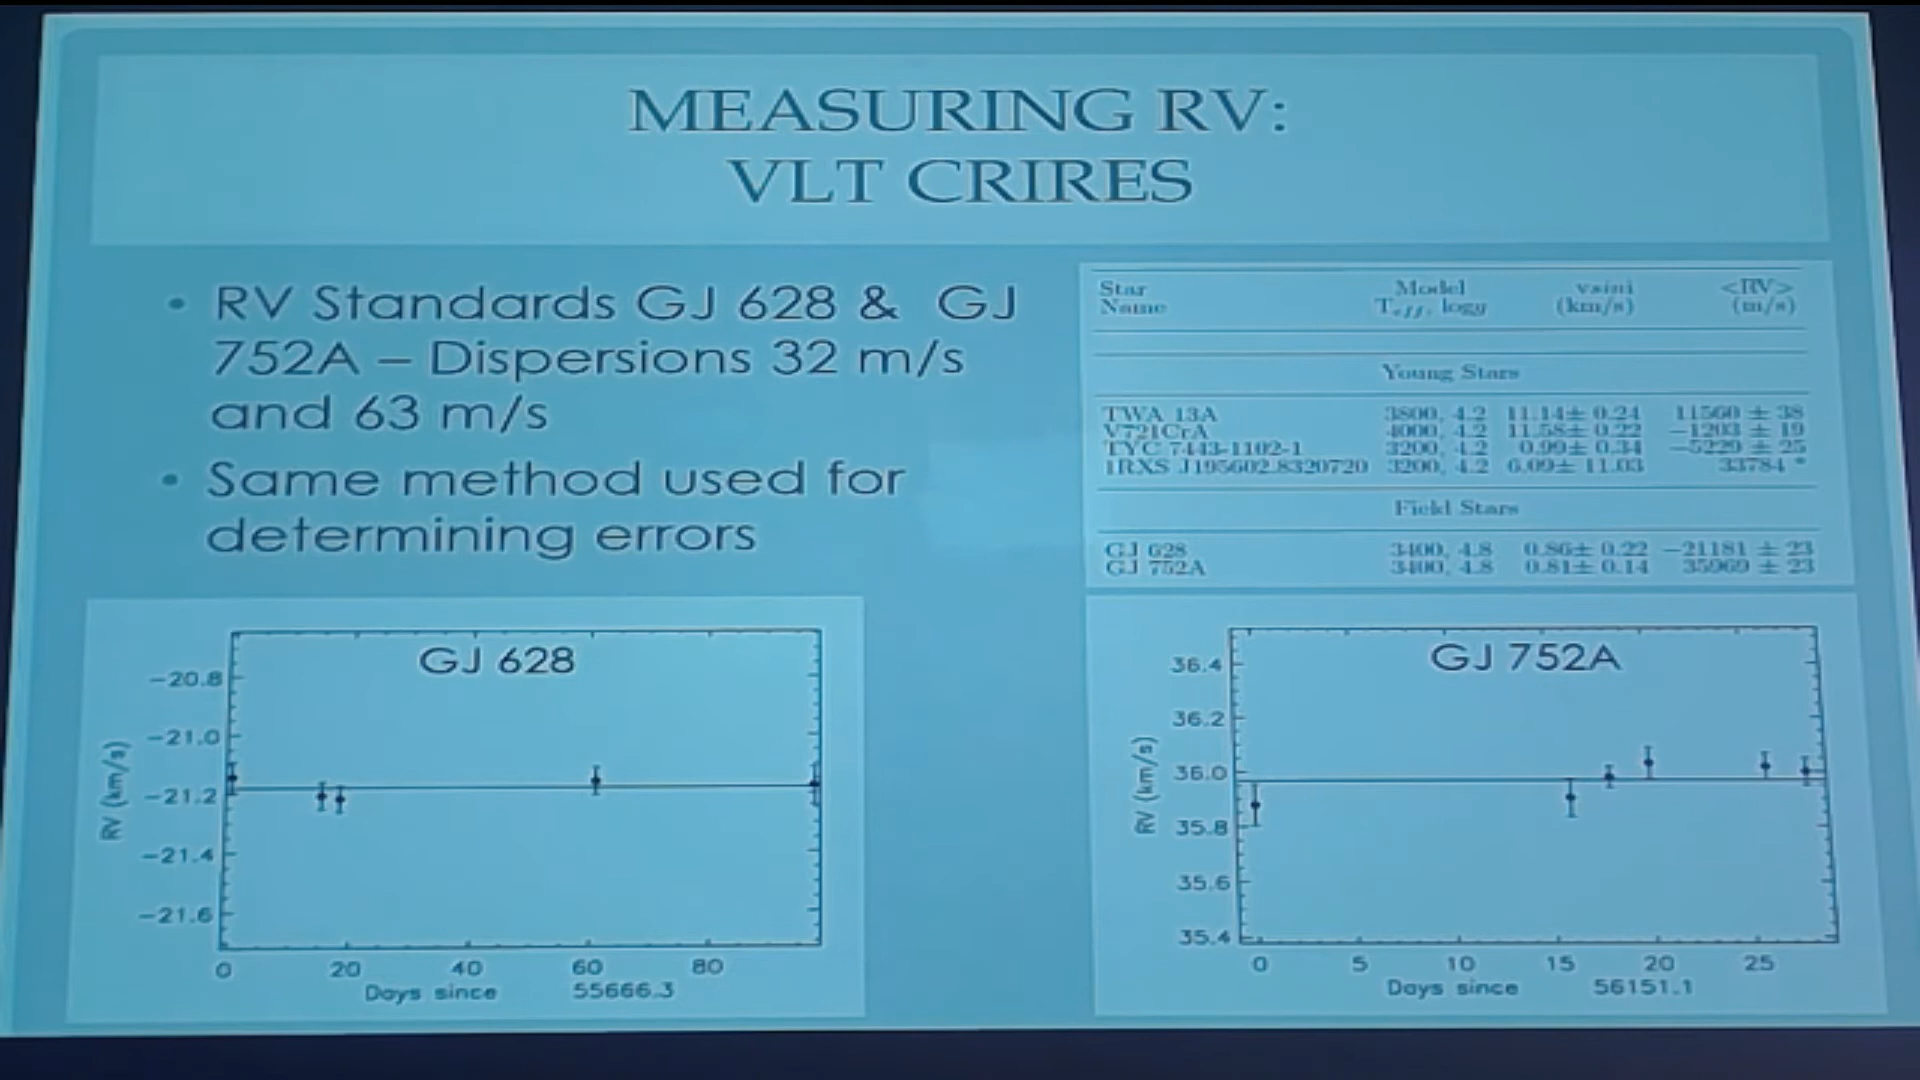 MEASURING RV:
VLT CRIRES
• RV Standards GJ 628 & GJ
752A – Dispersions 32 m/s
and 63 m/s
• Same method used for
determining errors
Star Name Model T_eff, logg vsini (km/s) <RV> (m/s)
Young Stars
TWA 13A 3800, 4.2 11.14± 0.24 11560 ± 38
V721CrA 4000, 4.2 11.58± 0.22 −1203 ± 19
TYC 7443-1102-1 3200, 4.2 0.99± 0.34 −5229 ± 25
1RXS J195602.8320720 3200, 4.2 6.09± 11.03 33784 *
Field Stars
GJ 628 3400, 4.8 0.86± 0.22 −21181 ± 23
GJ 752A 3400, 4.8 0.81± 0.14 35969 ± 23
GJ 628
−20.8
−21.0
−21.2
−21.4
−21.6
RV (km/s)
0 20 40 60 80
Days since 55666.3
GJ 752A
36.4
36.2
36.0
35.8
35.6
35.4
RV (km/s)
0 5 10 15 20 25
Days since 56151.1